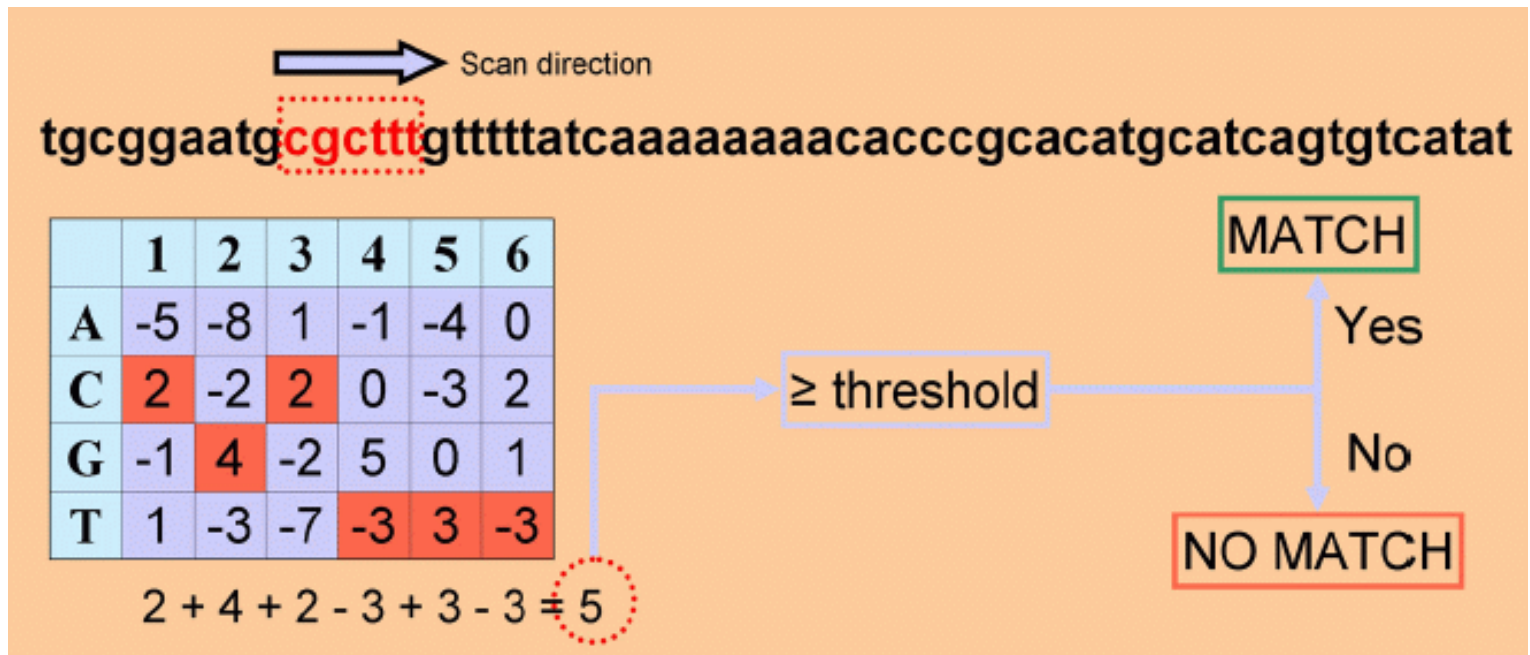 Scan direction
tgcggaatgcgctttgtttttatcaaaaaaaacacccgcacatgcatcagtgtcatat
1 2 3 4 5 6
A -5 -8 1 -1 -4 0
C 2 -2 2 0 -3 2
G -1 4 -2 5 0 1
T 1 -3 -7 -3 3 -3
2 + 4 + 2 - 3 + 3 - 3 = 5
≥ threshold
MATCH
Yes
No
NO MATCH